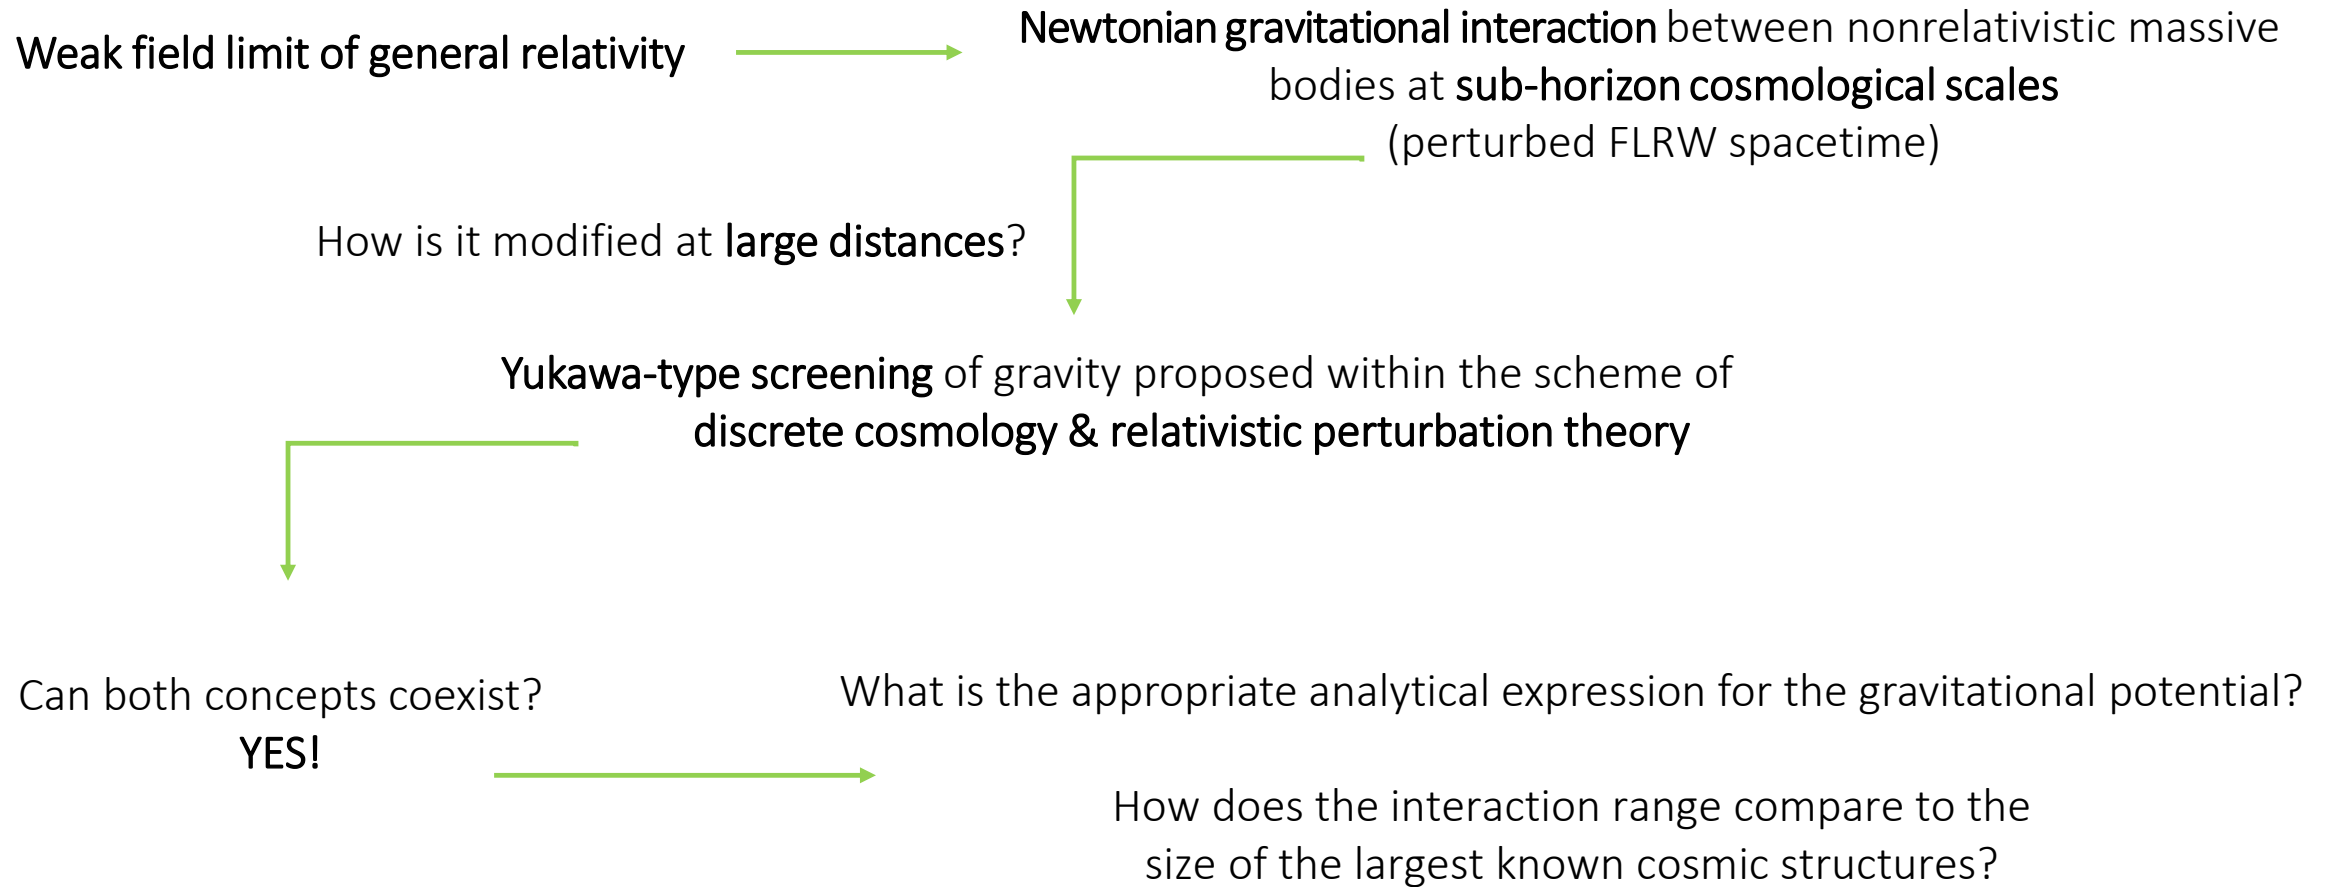 Weak field limit of general relativity
Newtonian gravitational interaction between nonrelativistic massive
bodies at sub-horizon cosmological scales
(perturbed FLRW spacetime)
How is it modified at large distances?
Yukawa-type screening of gravity proposed within the scheme of
discrete cosmology & relativistic perturbation theory
Can both concepts coexist?
YES!
What is the appropriate analytical expression for the gravitational potential?
How does the interaction range compare to the
size of the largest known cosmic structures?